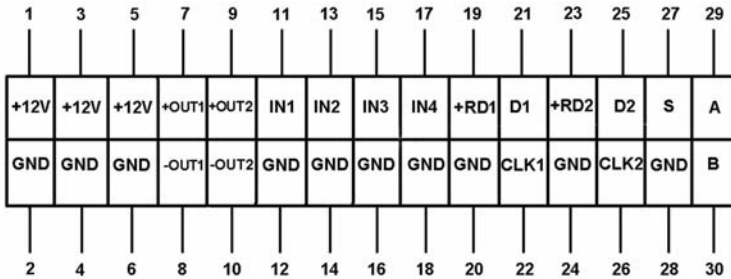 1 3 5 7 9 11 13 15 17 19 21 23 25 27 29
+12V +12V +12V +OUT1 +OUT2 IN1 IN2 IN3 IN4 +RD1 D1 +RD2 D2 S A
GND GND GND -OUT1 -OUT2 GND GND GND GND GND CLK1 GND CLK2 GND B
2 4 6 8 10 12 14 16 18 20 22 24 26 28 30